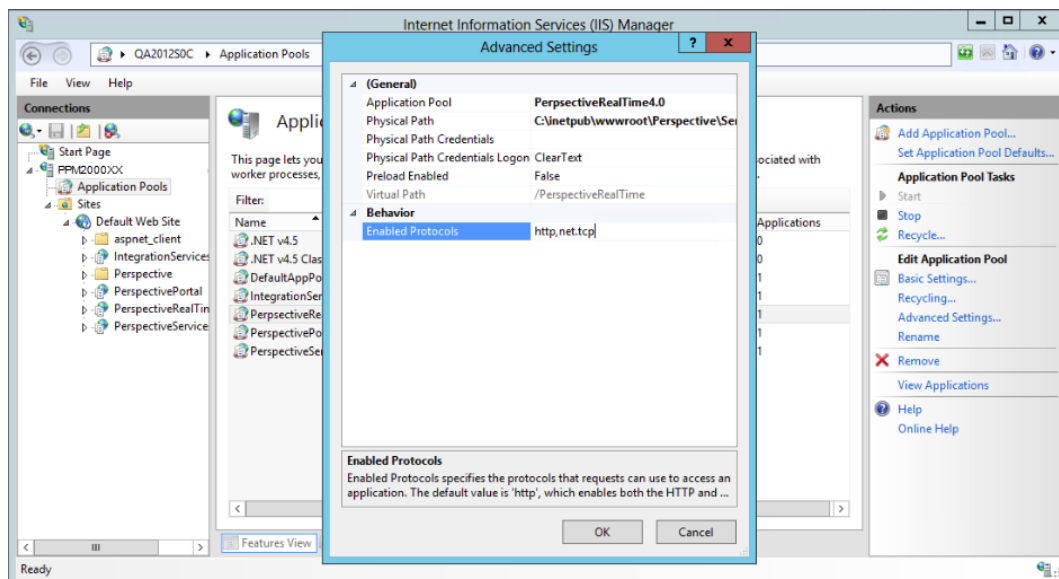 Internet Information Services (IIS) Manager
QA2012S0C
Application Pools
File
View
Help
Connections
Start Page
PPM2000XX
Application Pools
Sites
Default Web Site
aspnet_client
IntegrationServices
Perspective
PerspectivePortal
PerspectiveRealTin
PerspectiveService
Applic
This page lets you
worker processes,
ociated with
.
Filter:
Name
Applications
.NET v4.5
0
.NET v4.5 Clas
0
DefaultAppPo
1
IntegrationSer
1
PerpsectiveRe
1
PerspectivePo
1
PerspectiveSer
1
Features View
Ready
Advanced Settings
?
x
(General)
Application Pool
PerpsectiveRealTime4.0
Physical Path
C:\inetpub\wwwroot\Perspective\Ser
Physical Path Credentials
Physical Path Credentials Logon
ClearText
Preload Enabled
False
Virtual Path
/PerspectiveRealTime
Behavior
Enabled Protocols
http,net.tcp
Enabled Protocols
Enabled Protocols specifies the protocols that requests can use to access an
application. The default value is 'http', which enables both the HTTP and ...
OK
Cancel
Actions
Add Application Pool...
Set Application Pool Defaults...
Application Pool Tasks
Start
Stop
Recycle...
Edit Application Pool
Basic Settings...
Recycling...
Advanced Settings...
Rename
Remove
View Applications
Help
Online Help